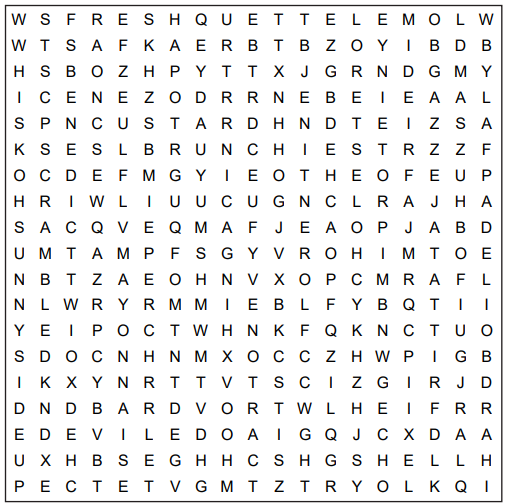 W S F R E S H Q U E T T E L E M O L W
W T S A F K A E R B T B Z O Y I B D B
H S B O Z H P Y T T X J G R N D G M Y
I C E N E Z O D R R N E B E I E A A L
S P N C U S T A R D H N D T E I Z S A
K S E S L B R U N C H I E S T R Z Z F
O C D E F M G Y I E O T H E O F E U P
H R I W L I U U C U G N C L R A J H A
S A C Q V E Q M A F J E A O P J A B D
U M T A M P F S G Y V R O H I M T O E
N B T Z A E O H N V X O P C M R A F L
N L W R Y R M M I E B L F Y B Q T I I
Y E I P O C T W H N K F Q K N C T U O
S D O C N H N M X O C C Z H W P I G B
I K X Y N R T T V T S C I Z G I R J D
D N D B A R D V O R T W L H E I F R R
E D E V I L E D O A I G Q J C X D A A
U X H B S E G H H C S H G S H E L L H
P E C T E T V G M T Z T R Y O L K Q I